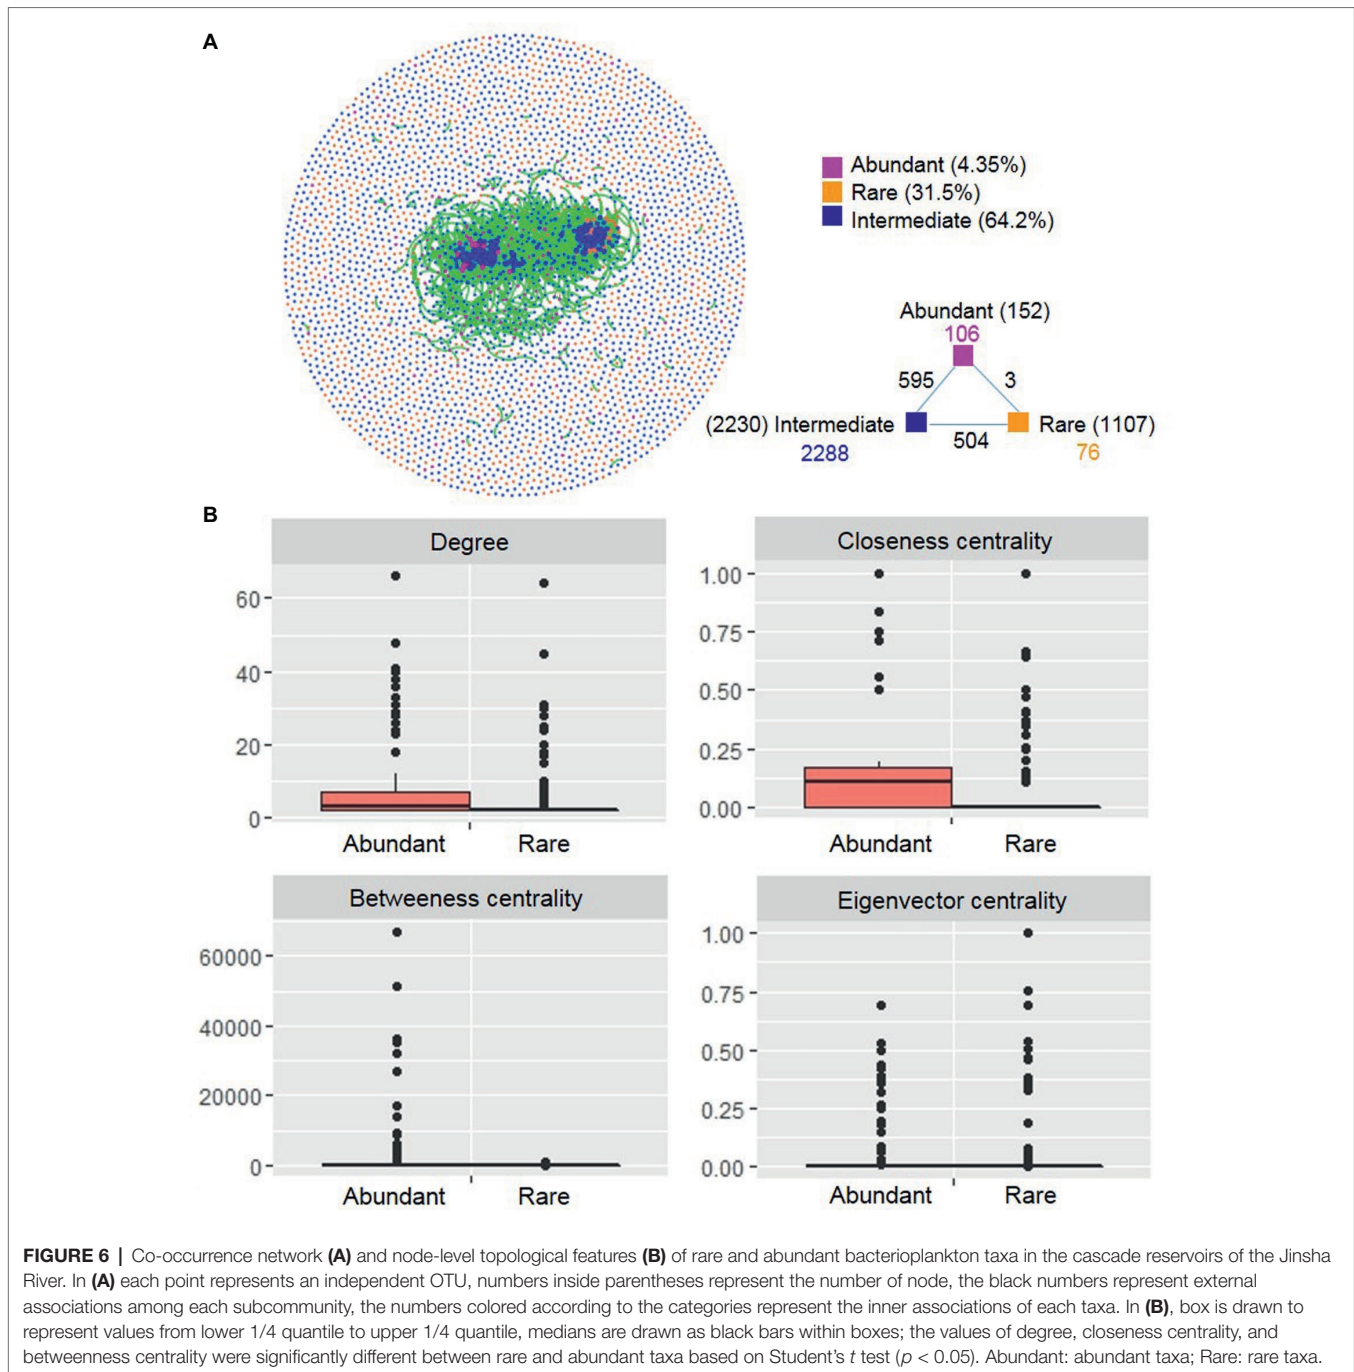 A
Abundant (4.35%)
Rare (31.5%)
Intermediate (64.2%)
Abundant (152)
106
595
3
(2230) Intermediate
Rare (1107)
504
2288
76
B
Degree
60
40
20
0
Abundant
Rare
Closeness centrality
1.00
0.75
0.50
0.25
0.00
Abundant
Rare
Betweeness centrality
60000
40000
20000
0
Abundant
Rare
Eigenvector centrality
1.00
0.75
0.50
0.25
0.00
Abundant
Rare
FIGURE 6 | Co-occurrence network (A) and node-level topological features (B) of rare and abundant bacterioplankton taxa in the cascade reservoirs of the Jinsha
River. In (A) each point represents an independent OTU, numbers inside parentheses represent the number of node, the black numbers represent external
associations among each subcommunity, the numbers colored according to the categories represent the inner associations of each taxa. In (B), box is drawn to
represent values from lower 1/4 quantile to upper 1/4 quantile, medians are drawn as black bars within boxes; the values of degree, closeness centrality, and
betweenness centrality were significantly different between rare and abundant taxa based on Student's t test (p < 0.05). Abundant: abundant taxa; Rare: rare taxa.